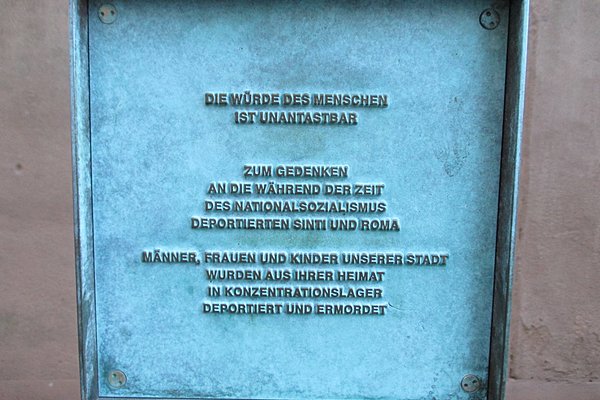 DIE WÜRDE DES MENSCHEN
IST UNANTASTBAR
ZUM GEDENKEN
AN DIE WÄHREND DER ZEIT
DES NATIONALSOZIALISMUS
DEPORTIERTEN SINTI UND ROMA
MÄNNER, FRAUEN UND KINDER UNSERER STADT
WURDEN AUS IHRER HEIMAT
IN KONZENTRATIONSLAGER
DEPORTIERT UND ERMORDET